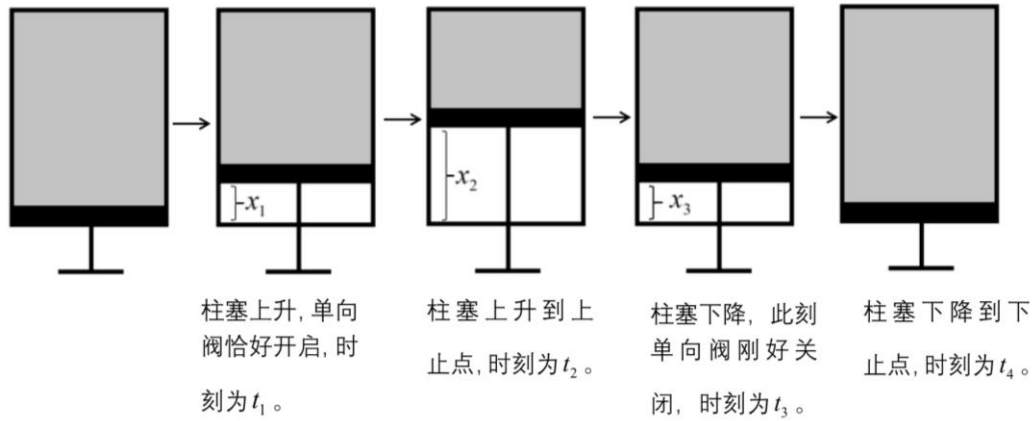 x₁
x₂
x₃
柱塞上升，单向
阀恰好开启，时
刻为t₁。
柱塞上升到上
止点，时刻为t₂。
柱塞下降，此刻
单向阀刚好关
闭，时刻为t₃。
柱塞下降到下
止点，时刻为t₄。